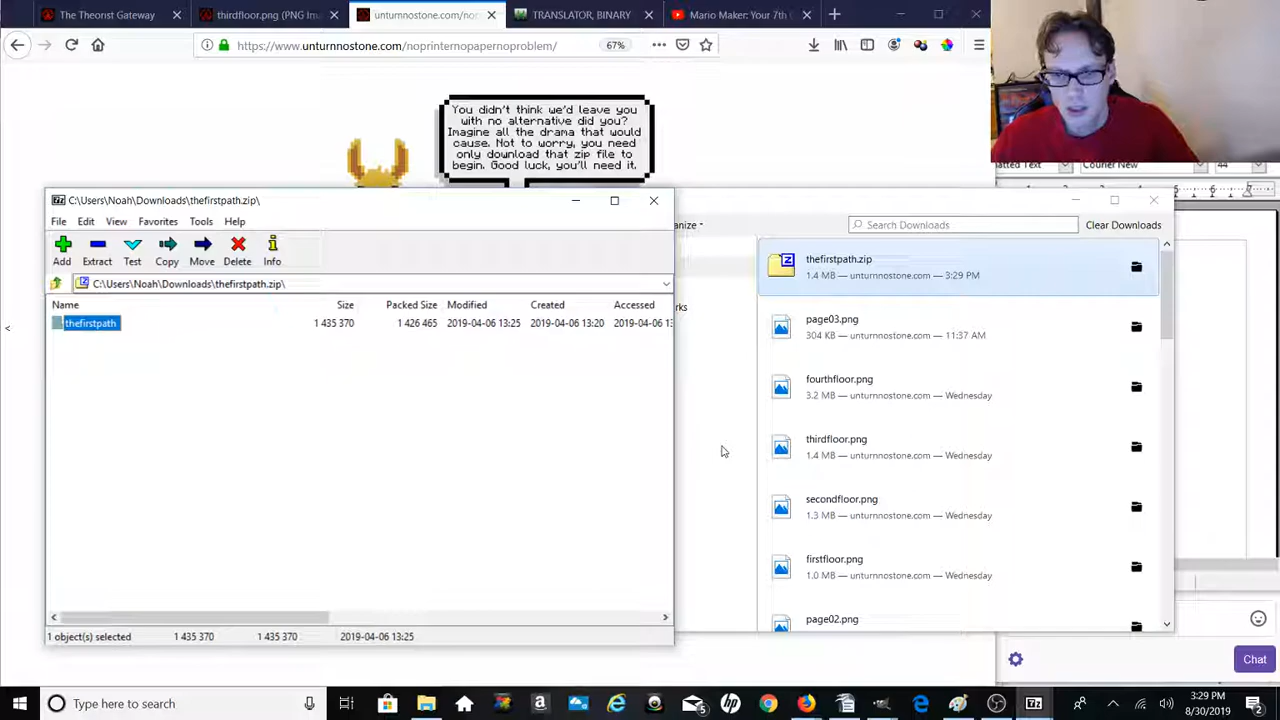 The Theorist Gateway
thirdfloor.png (PNG Ima
unturnnostone.com/nor
TRANSLATOR, BINARY
Mario Maker: Your 7th
https://www.unturnnostone.com/noprinternopapernoproblem/
67%
You didn't think we'd leave you
with no alternative did you?
Imagine all the drama that would
cause. Not to worry, you need
only download that zip file to
begin. Good luck, you'll need it.
Courier New
44
C:\Users\Noah\Downloads\thefirstpath.zip\
File Edit View Favorites Tools Help
Add Extract Test Copy Move Delete Info
C:\Users\Noah\Downloads\thefirstpath.zip\
Name Size Packed Size Modified Created Accessed
thefirstpath 1 435 370 1 426 465 2019-04-06 13:25 2019-04-06 13:20 2019-04-06 13
1 object(s) selected 1 435 370 1 435 370 2019-04-06 13:25
Search Downloads
Clear Downloads
thefirstpath.zip
1.4 MB — unturnnostone.com — 3:29 PM
page03.png
304 KB — unturnnostone.com — 11:37 AM
fourthfloor.png
3.2 MB — unturnnostone.com — Wednesday
thirdfloor.png
1.4 MB — unturnnostone.com — Wednesday
secondfloor.png
1.3 MB — unturnnostone.com — Wednesday
firstfloor.png
1.0 MB — unturnnostone.com — Wednesday
page02.png
Chat
Type here to search
3:29 PM
8/30/2019